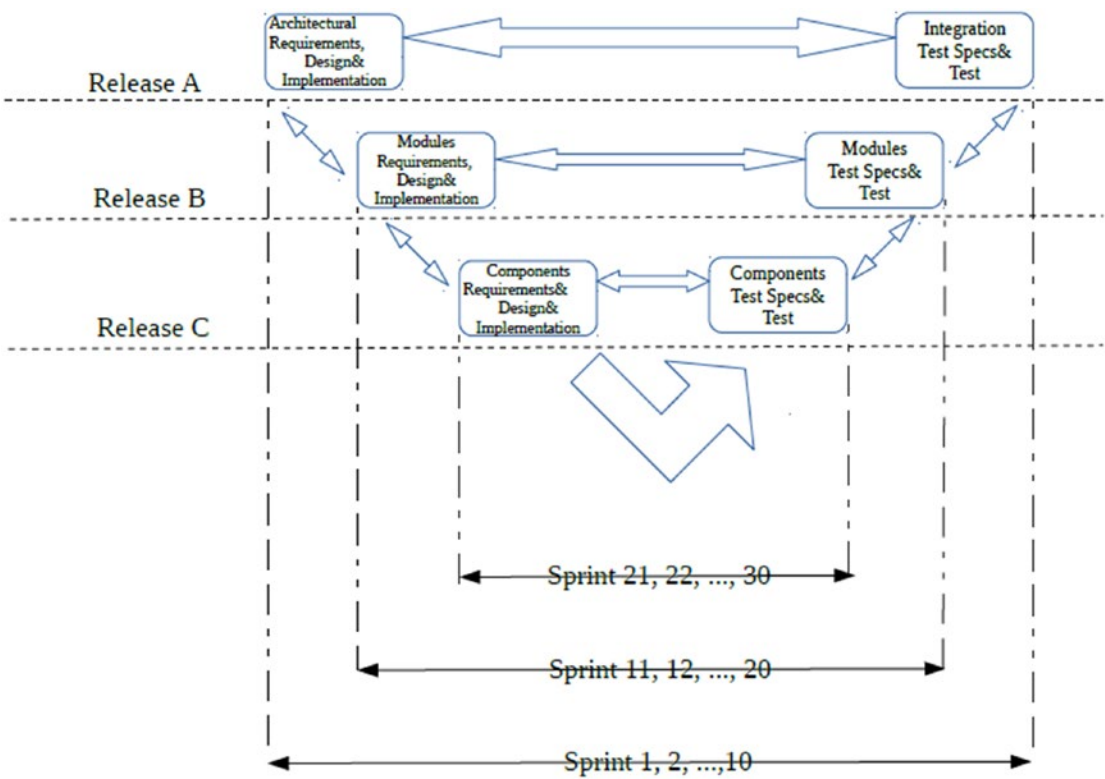 Architectural
Requirements,
Design&
Implementation
Integration
Test Specs&
Test
Release A
Modules
Requirements,
Design&
Implementation
Modules
Test Specs&
Test
Release B
Components
Requirements&
Design&
Implementation
Components
Test Specs&
Test
Release C
Sprint 21, 22, ..., 30
Sprint 11, 12, ..., 20
Sprint 1, 2, ...,10